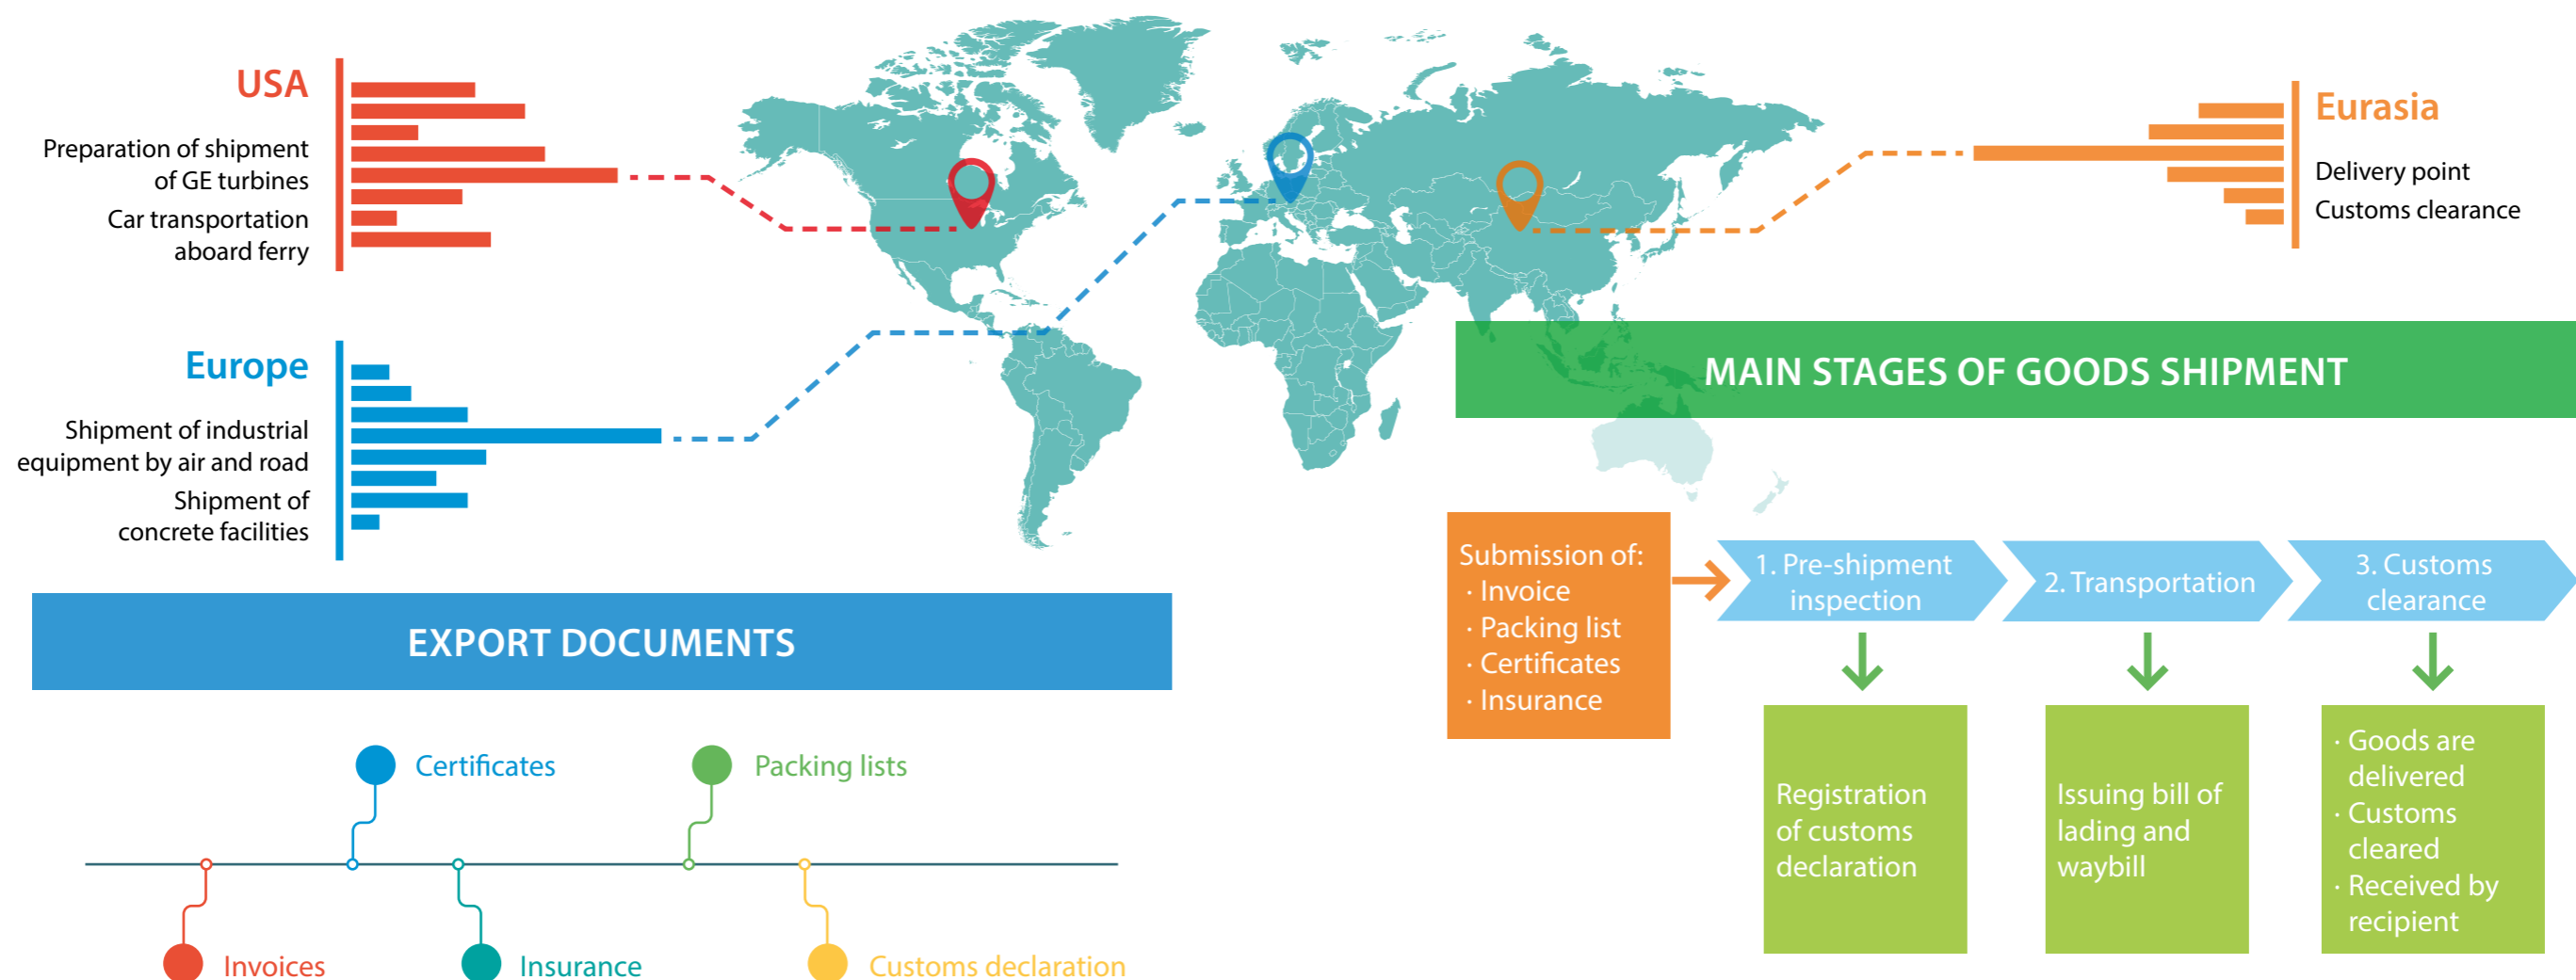 USA
Preparation of shipment
of GE turbines
Car transportation
aboard ferry
Eurasia
Delivery point
Customs clearance
Europe
Shipment of industrial
equipment by air and road
Shipment of
concrete facilities
MAIN STAGES OF GOODS SHIPMENT
Submission of:
· Invoice
· Packing list
· Certificates
· Insurance
1. Pre-shipment
inspection
2. Transportation
3. Customs
clearance
Registration
of customs
declaration
Issuing bill of
lading and
waybill
· Goods are
delivered
· Customs
cleared
· Received by
recipient
EXPORT DOCUMENTS
Certificates
Packing lists
Invoices
Insurance
Customs declaration